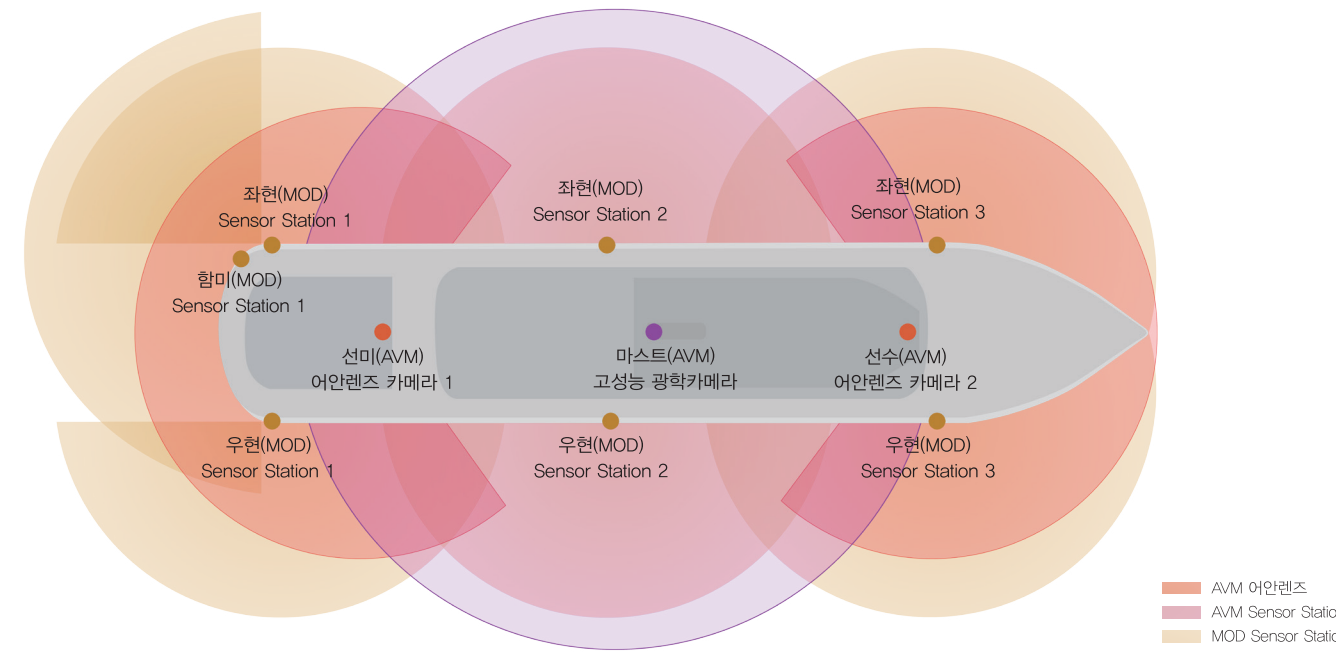 좌현(MOD)
Sensor Station 1
좌현(MOD)
Sensor Station 2
좌현(MOD)
Sensor Station 3
함미(MOD)
Sensor Station 1
선미(AVM)
어안렌즈 카메라 1
마스트(AVM)
고성능 광학카메라
선수(AVM)
어안렌즈 카메라 2
우현(MOD)
Sensor Station 1
우현(MOD)
Sensor Station 2
우현(MOD)
Sensor Station 3
AVM 어안렌즈
AVM Sensor
MOD Sensor